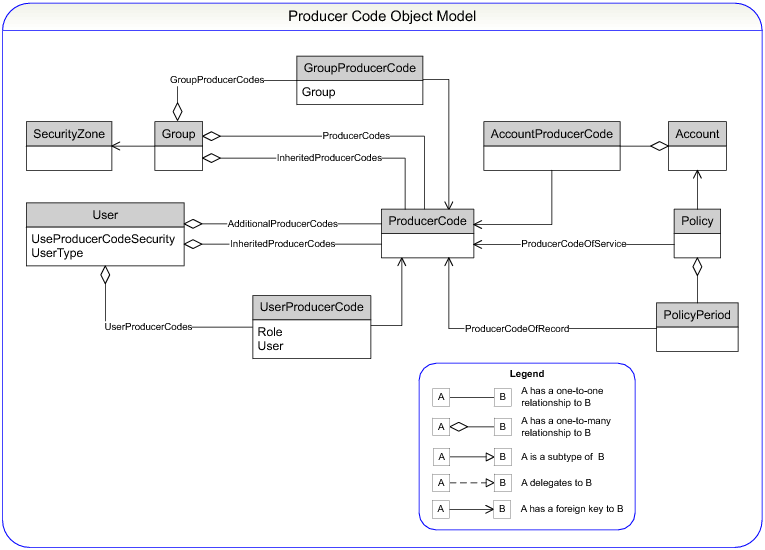 Producer Code Object Model
GroupProducerCode
Group
GroupProducerCodes
SecurityZone
Group
ProducerCodes
InheritedProducerCodes
AccountProducerCode
Account
User
UseProducerCodeSecurity
UserType
AdditionalProducerCodes
InheritedProducerCodes
ProducerCode
ProducerCodeOfService
Policy
UserProducerCodes
UserProducerCode
Role
User
ProducerCodeOfRecord
PolicyPeriod
Legend
A B A has a one-to-one
relationship to B
A B A has a one-to-many
relationship to B
A B A is a subtype of B
A B A delegates to B
A B A has a foreign key to B